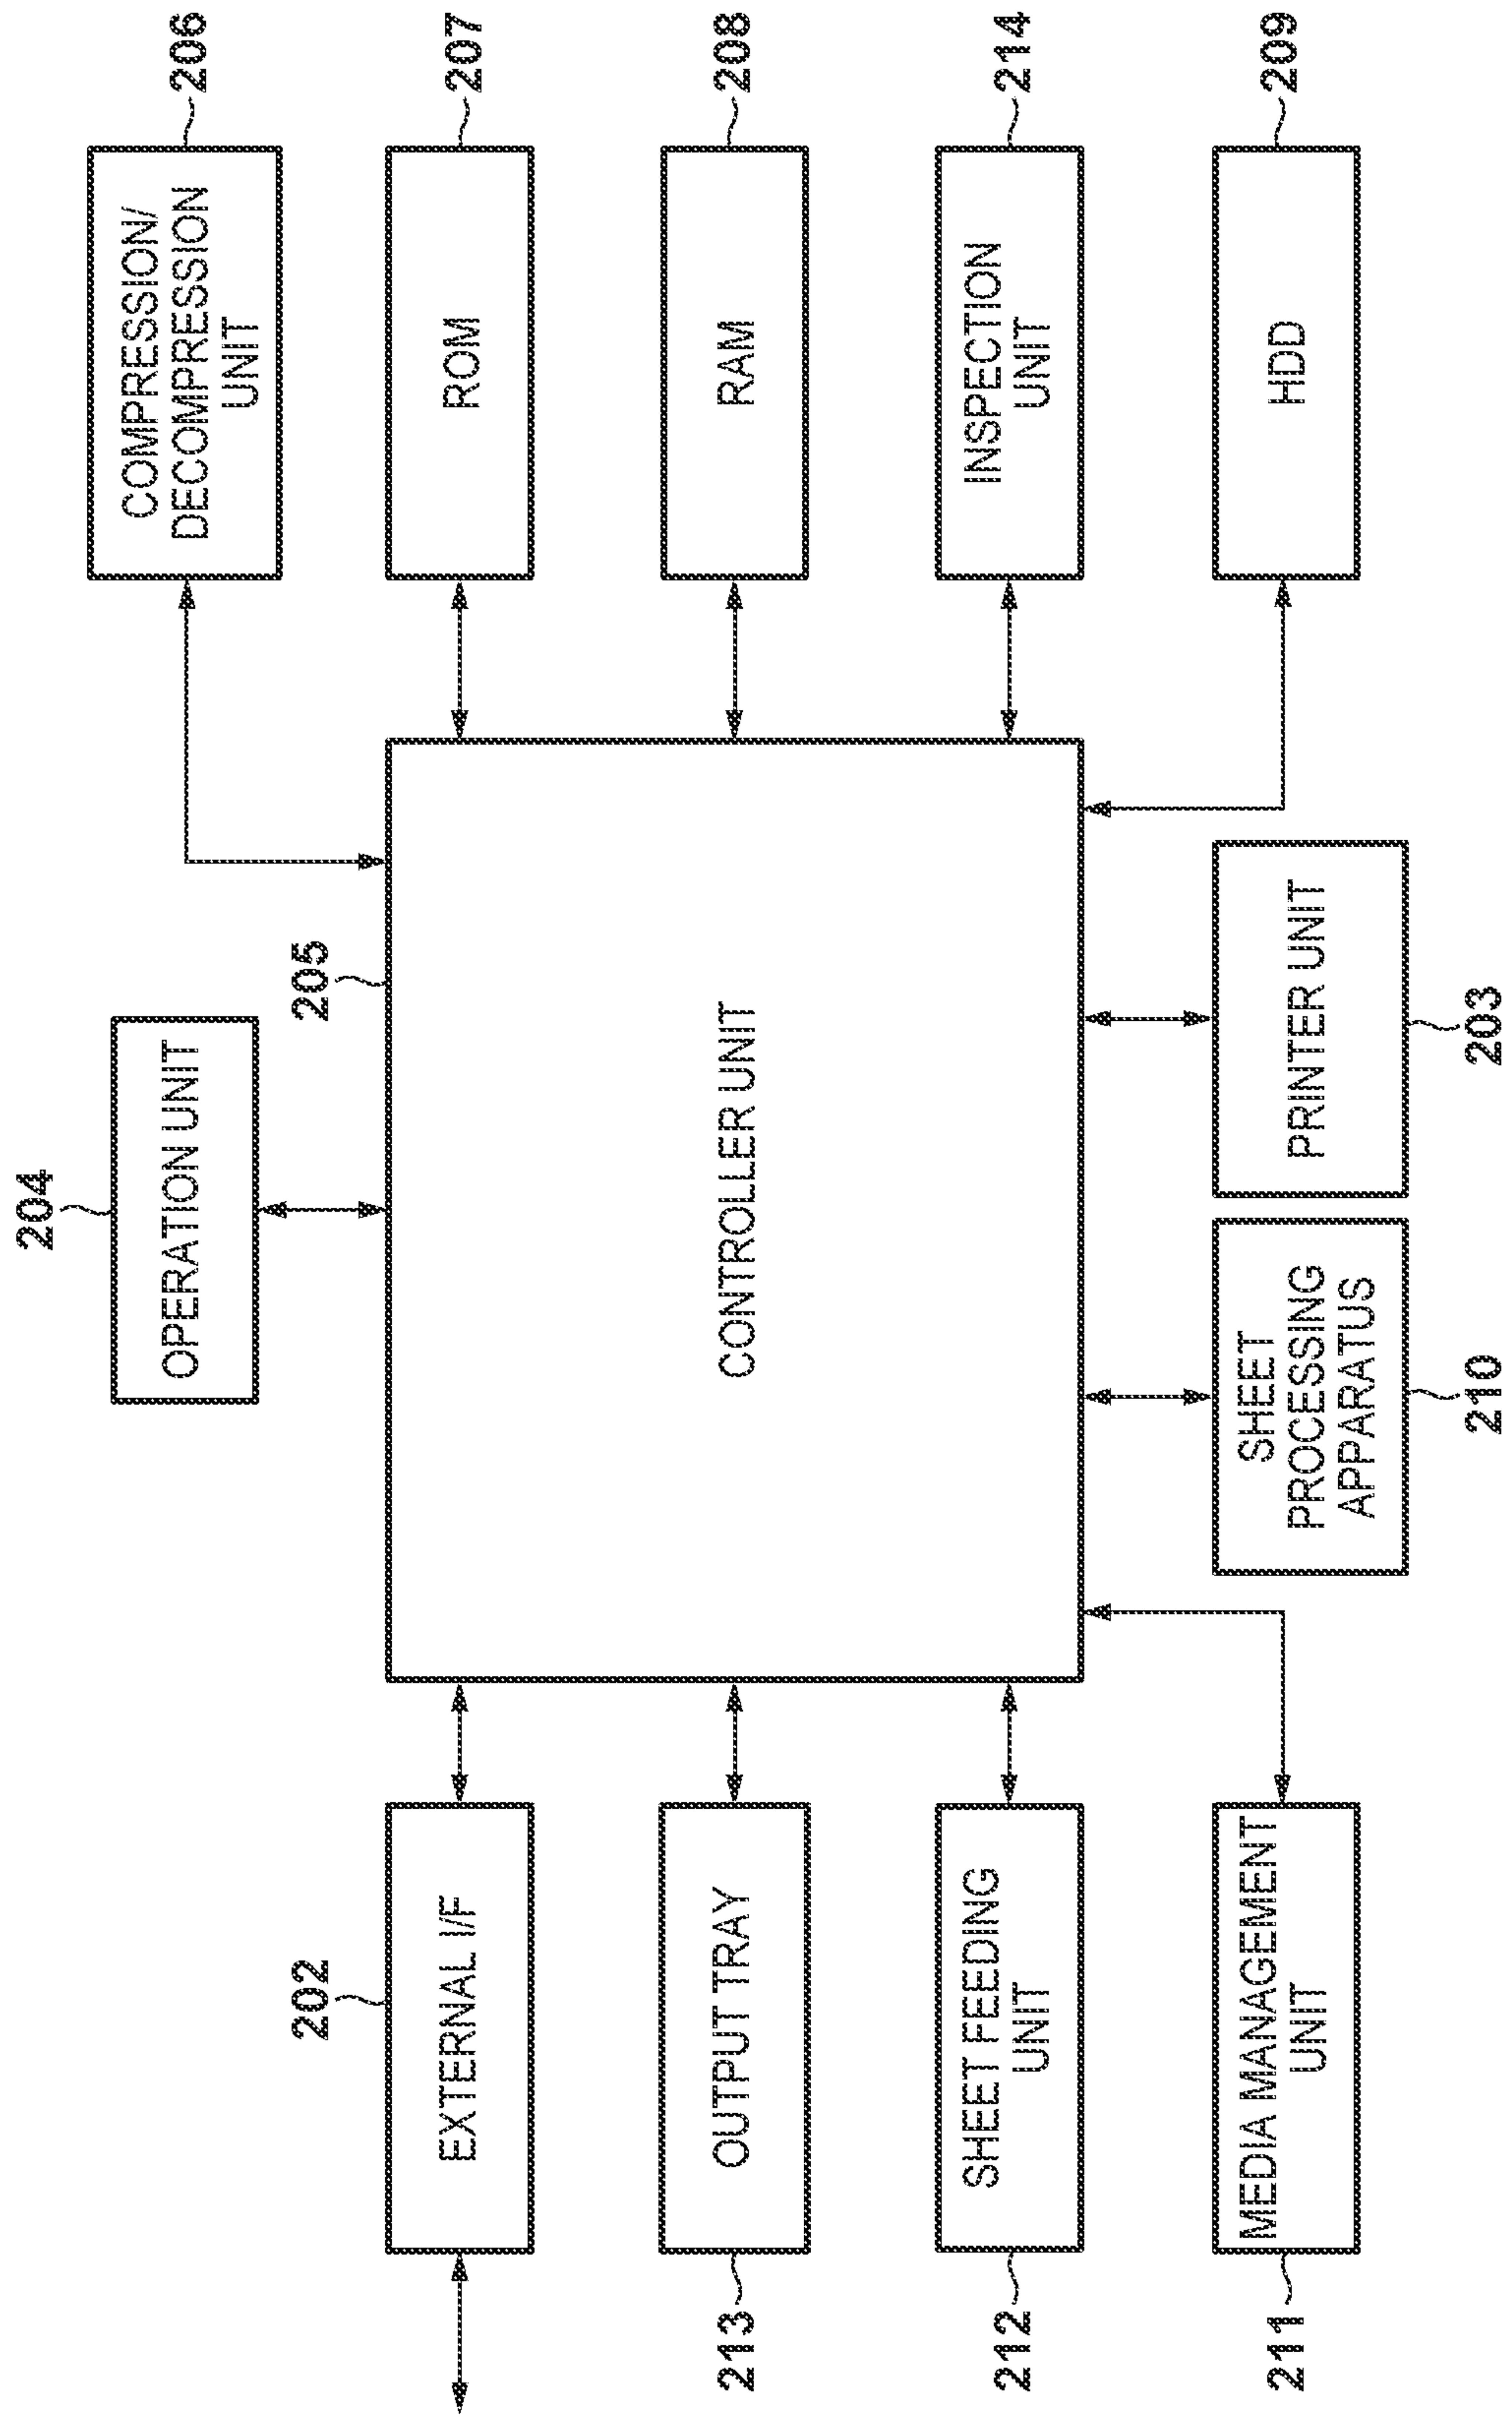 204
OPERATION UNIT
202
EXTERNAL I/F
205
CONTROLLER UNIT
COMPRESSION/
DECOMPRESSION
UNIT
206
ROM
207
213
OUTPUT TRAY
RAM
208
212
SHEET FEEDING
UNIT
INSPECTION
UNIT
214
211
MEDIA MANAGEMENT
UNIT
SHEET
PROCESSING
APPARATUS
210
PRINTER UNIT
203
HDD
209